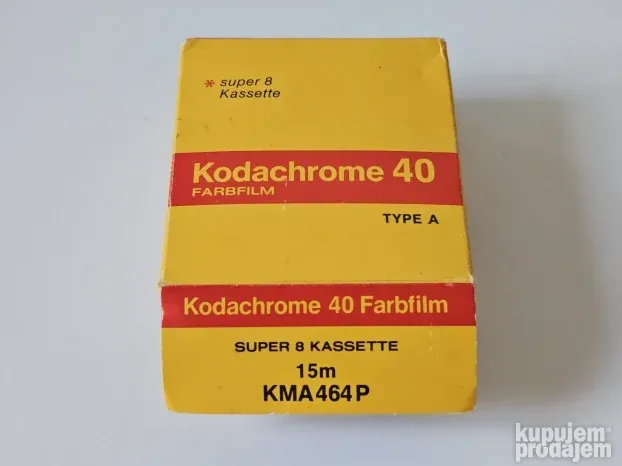 * super 8
Kassette
Kodachrome 40
FARBFILM
TYPE A
Kodachrome 40 Farbfilm
SUPER 8 KASSETTE
15m
KMA464P
kupujem
prodajem